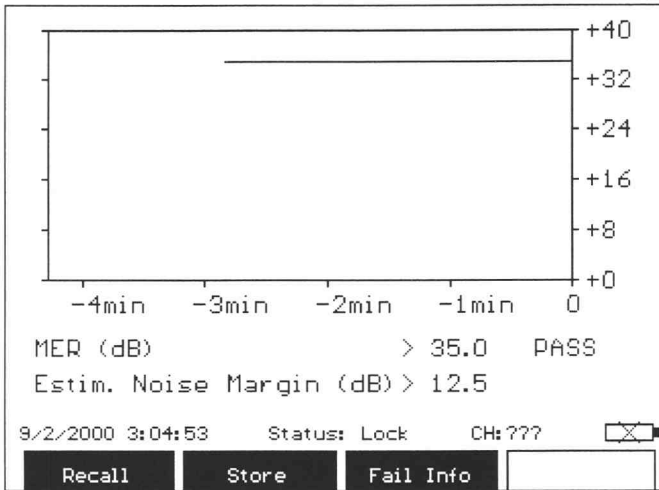 +40
+32
+24
+16
+8
+0
-4min -3min -2min -1min 0
MER (dB) > 35.0 PASS
Estim. Noise Margin (dB) > 12.5
9/2/2000 3:04:53 Status: Lock CH:???
Recall Store Fail Info